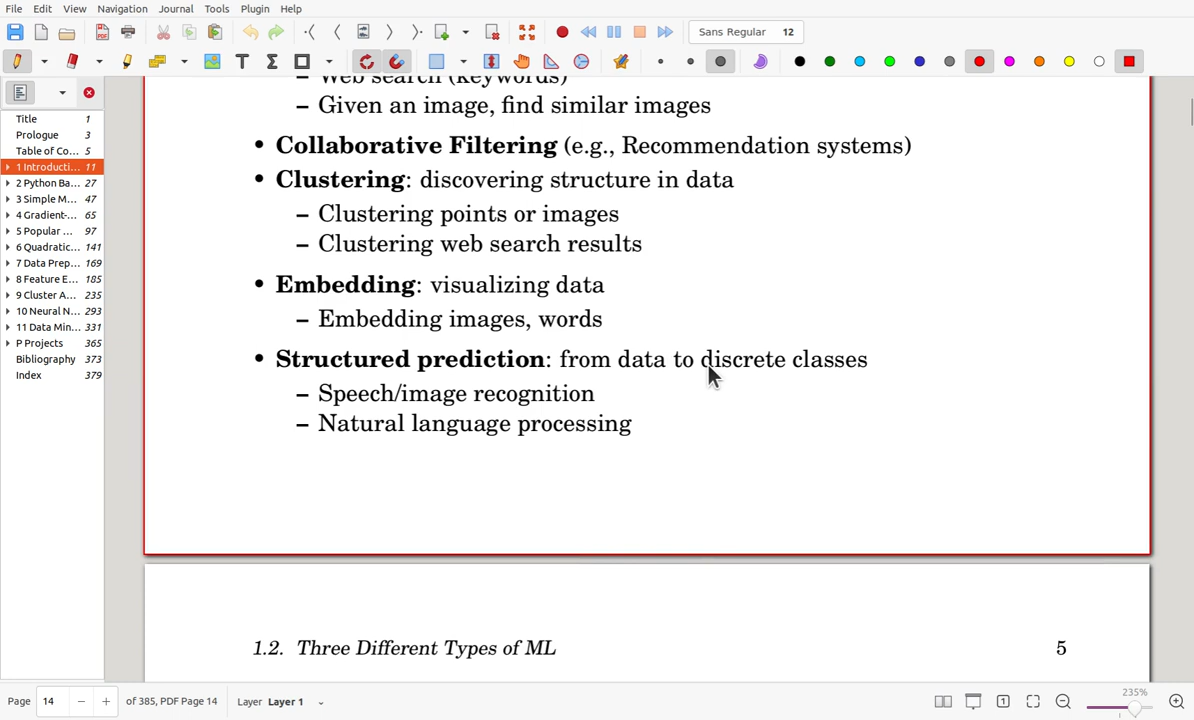 File Edit View Navigation Journal Tools Plugin Help
Sans Regular 12
Title 1
Prologue 3
Table of Co... 5
1 Introducti... 11
2 Python Ba... 27
3 Simple M... 47
4 Gradient-... 65
5 Popular ... 97
6 Quadratic... 141
7 Data Prep... 169
8 Feature E... 185
9 Cluster A... 235
10 Neural N... 293
11 Data Min... 331
P Projects 365
Bibliography 373
Index 379
– Web search (keywords)
– Given an image, find similar images
• Collaborative Filtering (e.g., Recommendation systems)
• Clustering: discovering structure in data
– Clustering points or images
– Clustering web search results
• Embedding: visualizing data
– Embedding images, words
• Structured prediction: from data to discrete classes
– Speech/image recognition
– Natural language processing
1.2. Three Different Types of ML 5
Page 14 of 385, PDF Page 14 Layer Layer 1 235%